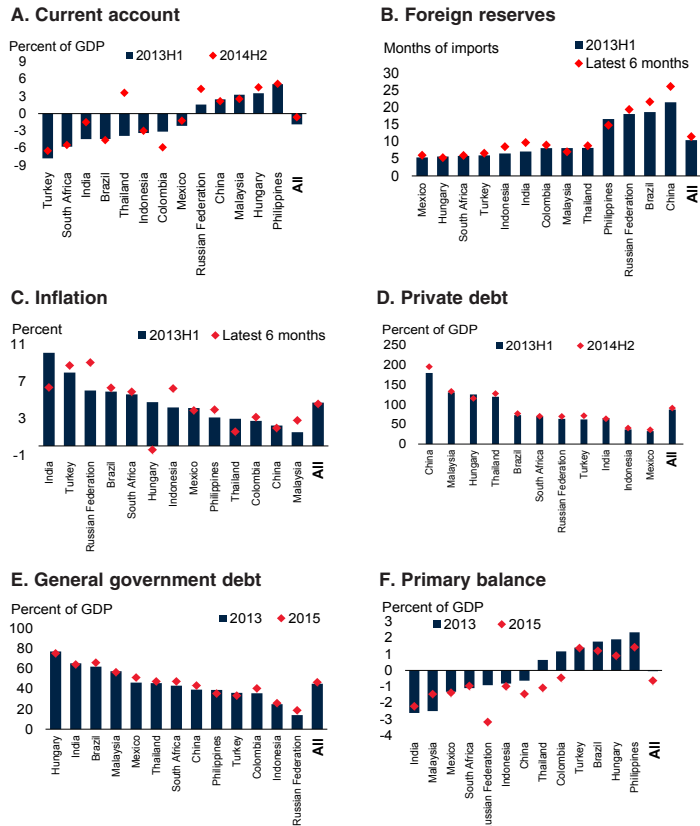 A. Current account
Percent of GDP
2013H1
2014H2
9
6
3
0
-3
-6
-9
Turkey
South Africa
India
Brazil
Thailand
Indonesia
Colombia
Mexico
Russian Federation
China
Malaysia
Hungary
Philippines
All
B. Foreign reserves
Months of imports
2013H1
Latest 6 months
30
25
20
15
10
5
0
Mexico
Hungary
South Africa
Turkey
Indonesia
India
Colombia
Malaysia
Thailand
Philippines
Russian Federation
Brazil
China
All
C. Inflation
Percent
2013H1
Latest 6 months
11
7
3
-1
India
Turkey
Russian Federation
Brazil
South Africa
Hungary
Indonesia
Mexico
Philippines
Thailand
Colombia
China
Malaysia
All
D. Private debt
Percent of GDP
2013H1
2014H2
250
200
150
100
50
0
China
Malaysia
Hungary
Thailand
Brazil
South Africa
Russian Federation
Turkey
India
Indonesia
Mexico
All
E. General government debt
Percent of GDP
2013
2015
100
80
60
40
20
0
Hungary
India
Brazil
Malaysia
Mexico
Thailand
South Africa
China
Philippines
Turkey
Colombia
Indonesia
Russian Federation
All
F. Primary balance
Percent of GDP
2013
2015
3
2
1
0
-1
-2
-3
-4
India
Malaysia
Mexico
South Africa
ussian Federation
Indonesia
China
Thailand
Colombia
Turkey
Brazil
Hungary
Philippines
All